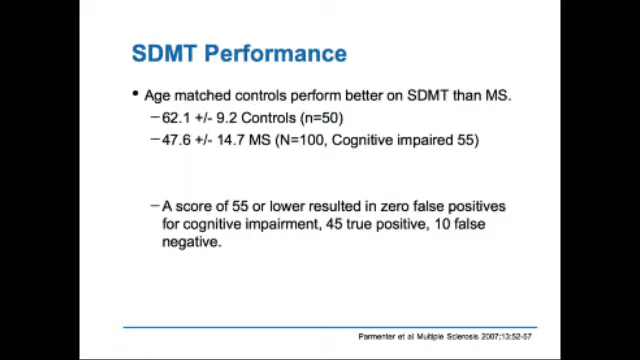 SDMT Performance
• Age matched controls perform better on SDMT than MS.
–62.1 +/- 9.2 Controls (n=50)
–47.6 +/- 14.7 MS (N=100, Cognitive impaired 55)
–A score of 55 or lower resulted in zero false positives
for cognitive impairment, 45 true positive, 10 false
negative.
Parmenter et al Multiple Sclerosis 2007;13:52-57